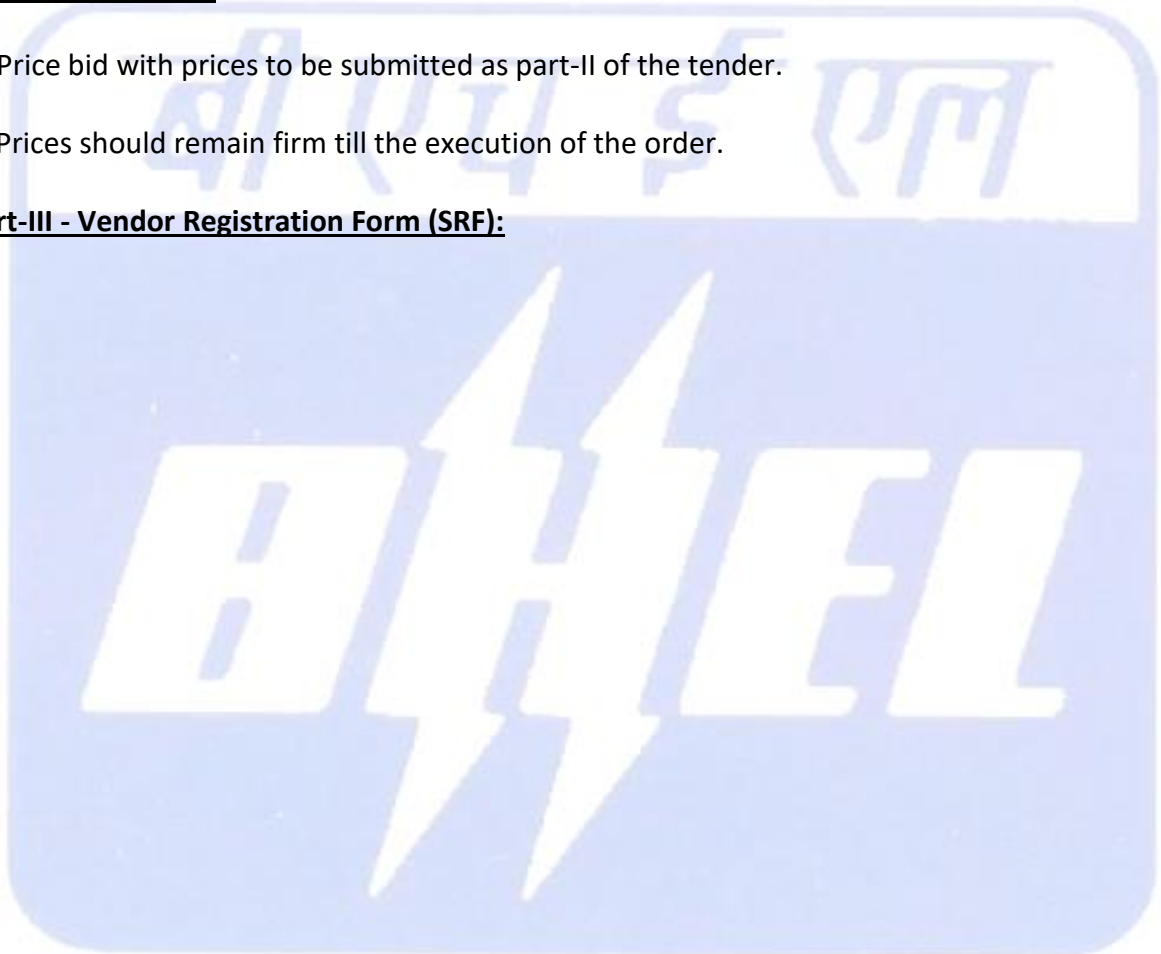 बी एच ई एल
Price bid with prices to be submitted as part-II of the tender.
Prices should remain firm till the execution of the order.
rt-III - Vendor Registration Form (SRF):
BHEL